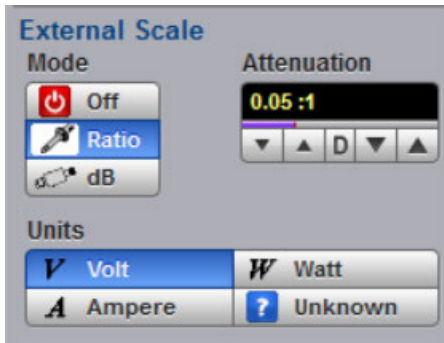 External Scale
Mode
Attenuation
Off
Ratio
dB
0.05 :1
D
Units
V Volt
W Watt
A Ampere
? Unknown